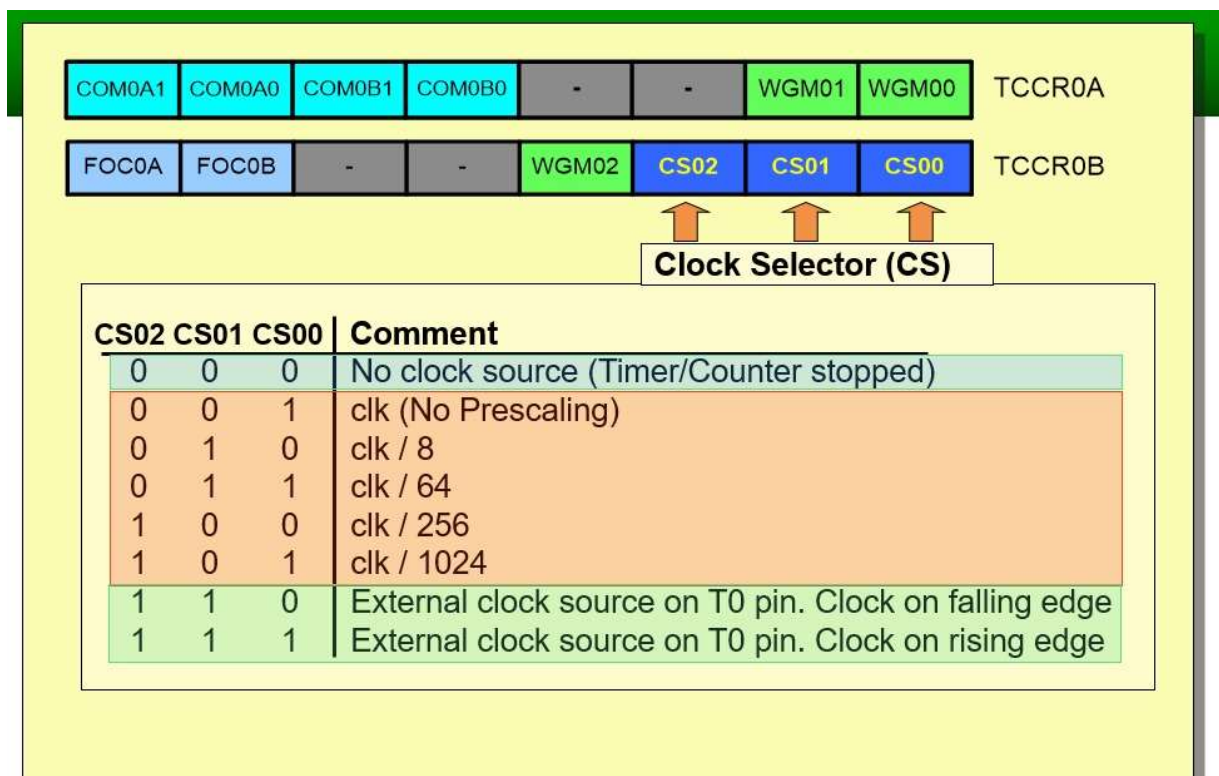 COM0A1 COM0A0 COM0B1 COM0B0 - - WGM01 WGM00 TCCR0A
FOC0A FOC0B - - WGM02 CS02 CS01 CS00 TCCR0B
Clock Selector (CS)
CS02 CS01 CS00 Comment
0 0 0 No clock source (Timer/Counter stopped)
0 0 1 clk (No Prescaling)
0 1 0 clk / 8
0 1 1 clk / 64
1 0 0 clk / 256
1 0 1 clk / 1024
1 1 0 External clock source on T0 pin. Clock on falling edge
1 1 1 External clock source on T0 pin. Clock on rising edge